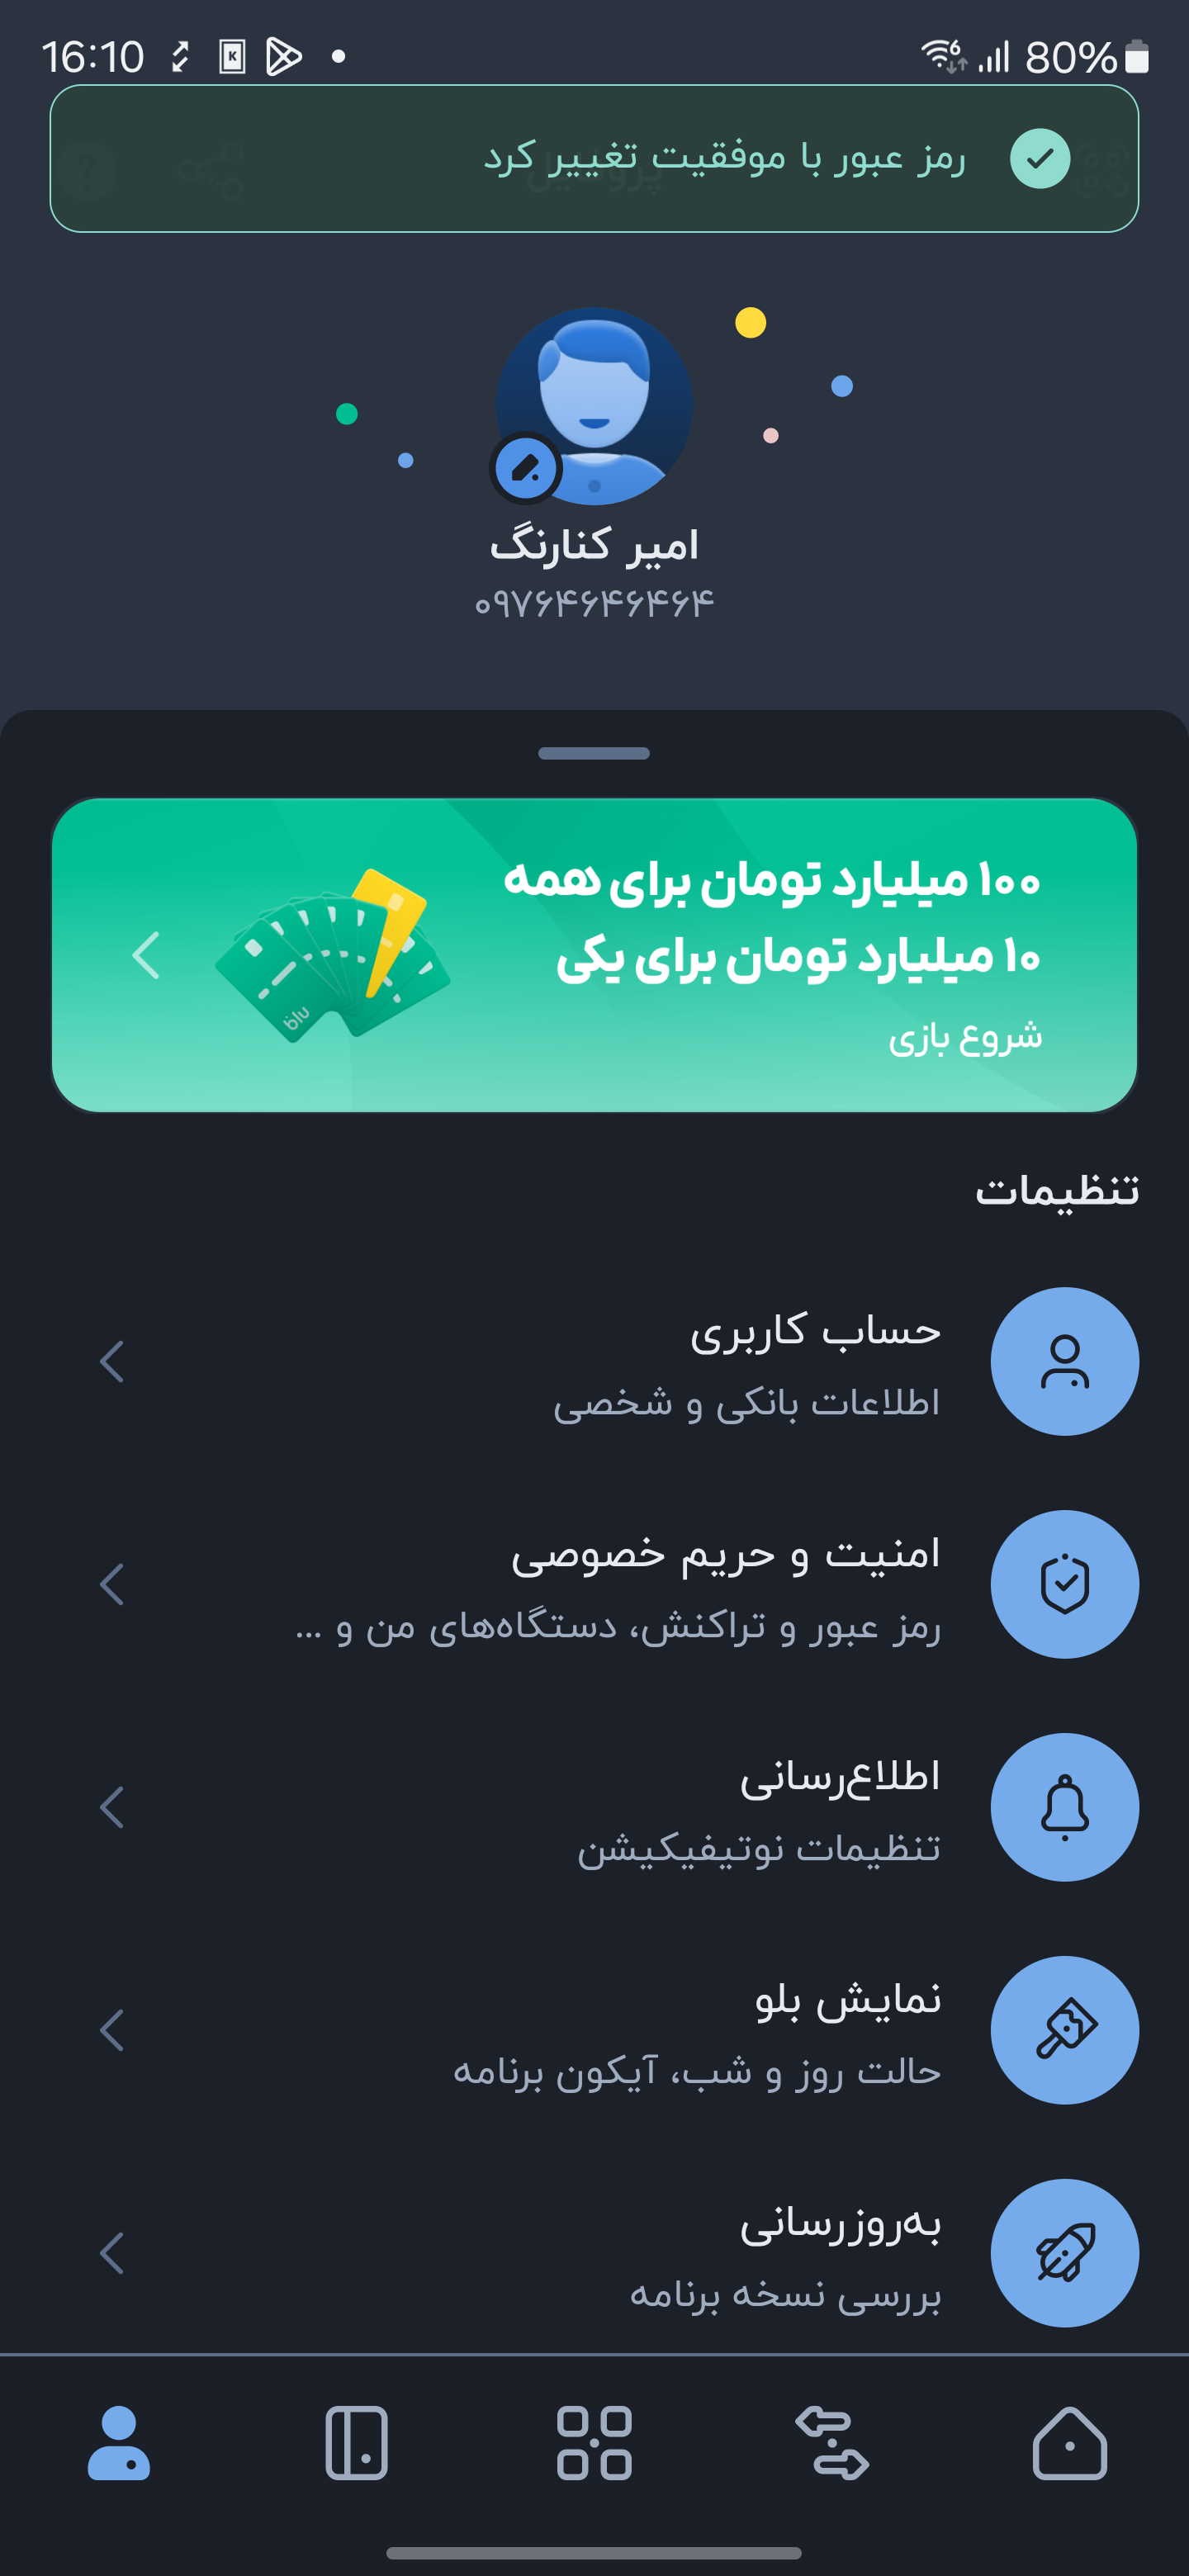 16:10
80%
6
K
رمز عبور با موفقیت تغییر کرد
پروفایل
?
امیر کنارنگ
۰۹۷۶۴۶۴۶۴۶۴
۱۰۰ میلیارد تومان برای همه
۱۰ میلیارد تومان برای یکی
شروع بازی
blu
تنظیمات
حساب کاربری
اطلاعات بانکی و شخصی
امنیت و حریم خصوصی
رمز عبور و تراکنش، دستگاه‌های من و ...
اطلاع‌رسانی
تنظیمات نوتیفیکیشن
نمایش بلو
حالت روز و شب، آیکون برنامه
به‌روزرسانی
بررسی نسخه برنامه